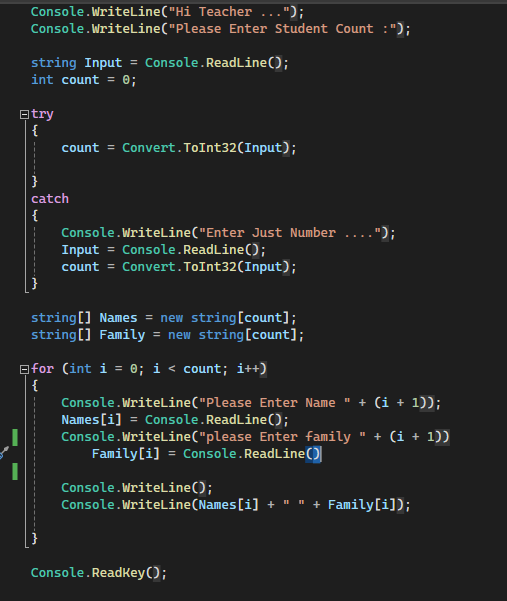 Console.WriteLine("Hi Teacher ...");
Console.WriteLine("Please Enter Student Count :");
string Input = Console.ReadLine();
int count = 0;
try
{
count = Convert.ToInt32(Input);
}
catch
{
Console.WriteLine("Enter Just Number ....");
Input = Console.ReadLine();
count = Convert.ToInt32(Input);
}
string[] Names = new string[count];
string[] Family = new string[count];
for (int i = 0; i < count; i++)
{
Console.WriteLine("Please Enter Name " + (i + 1));
Names[i] = Console.ReadLine();
Console.WriteLine("please Enter family " + (i + 1))
Family[i] = Console.ReadLine()
Console.WriteLine();
Console.WriteLine(Names[i] + " " + Family[i]);
}
Console.ReadKey();